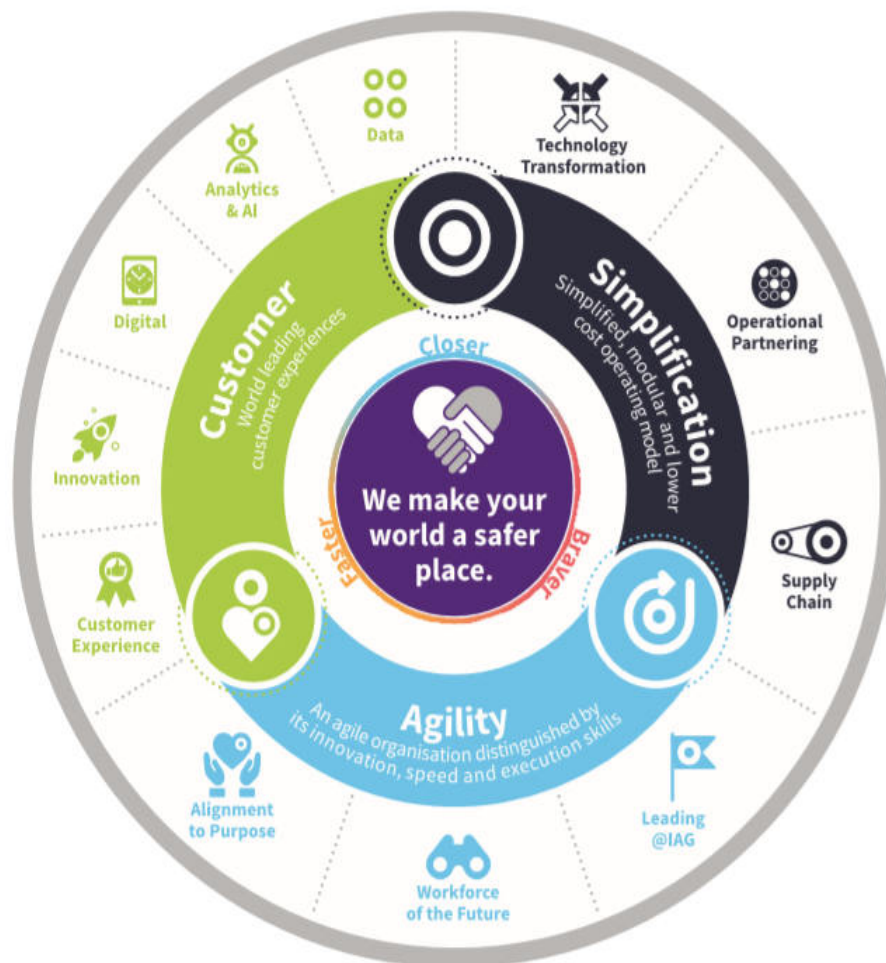 Data
Technology
Transformation
Analytics
& AI
Digital
Operational
Partnering
Innovation
Supply
Chain
Customer
Experience
Alignment
to Purpose
Workforce
of the Future
Leading
@IAG
Customer
World leading
customer experiences
Simplification
Simplified, modular and lower
cost operating model
Agility
An agile organisation distinguished by
its innovation, speed and execution skills
Closer
Braver
Faster
We make your
world a safer
place.